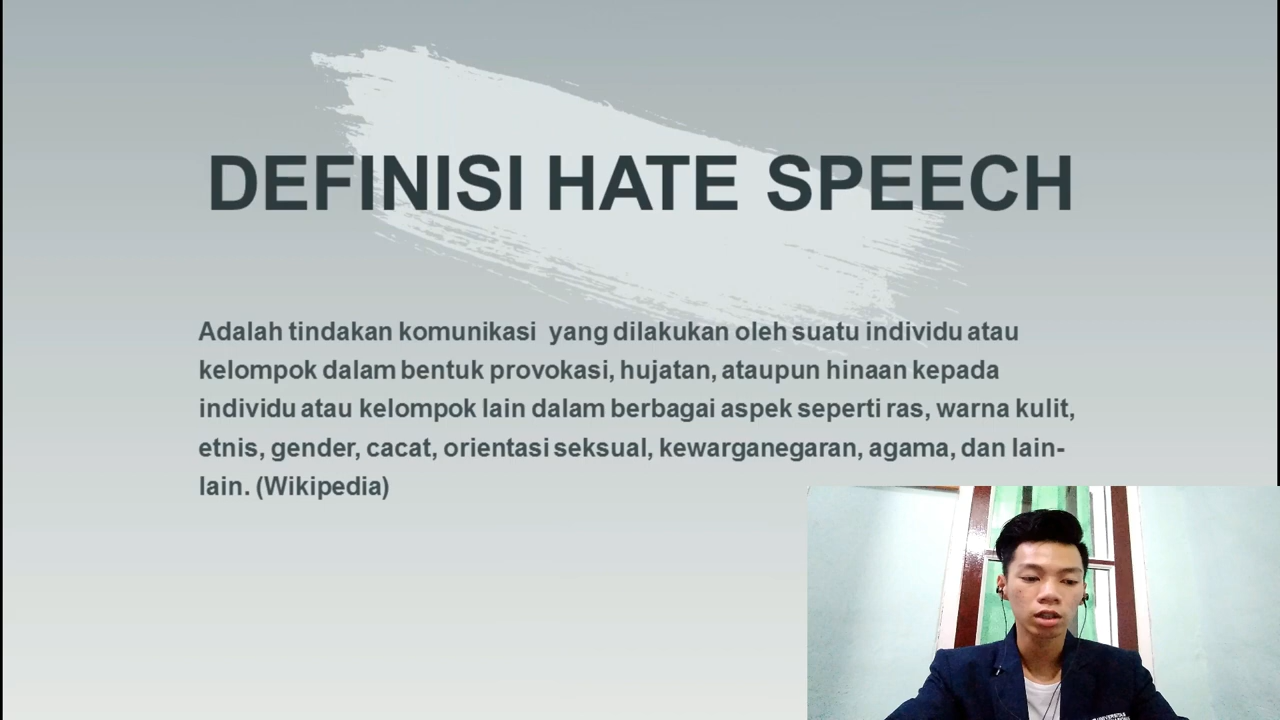 DEFINISI HATE SPEECH
Adalah tindakan komunikasi yang dilakukan oleh suatu individu atau
kelompok dalam bentuk provokasi, hujatan, ataupun hinaan kepada
individu atau kelompok lain dalam berbagai aspek seperti ras, warna kulit,
etnis, gender, cacat, orientasi seksual, kewarganegaran, agama, dan lain-
lain. (Wikipedia)
UNIVERSITAS